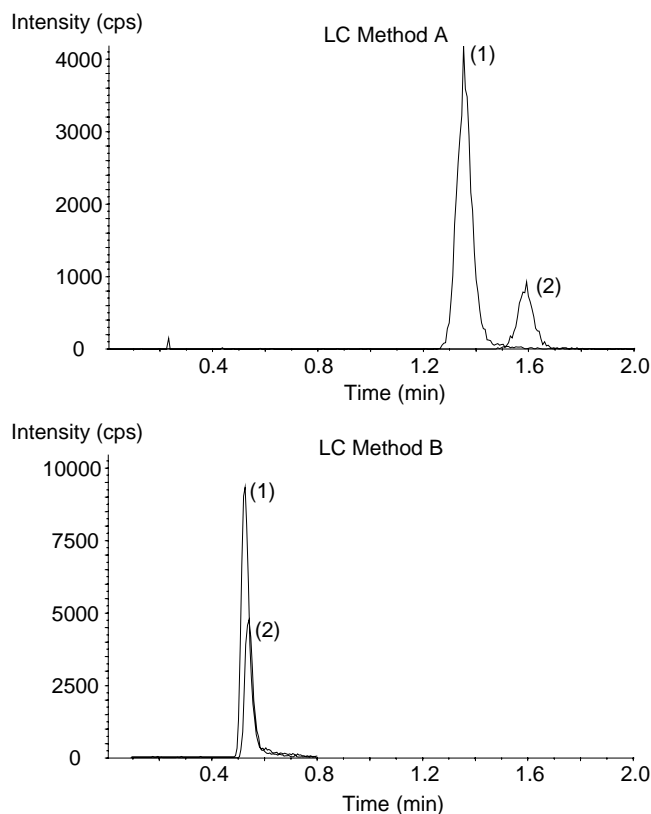 Intensity (cps)
LC Method A
4000
(1)
3000
2000
1000
(2)
0
0.4 0.8 1.2 1.6 2.0
Time (min)
Intensity (cps)
LC Method B
10000
(1)
7500
5000
(2)
2500
0
0.4 0.8 1.2 1.6 2.0
Time (min)